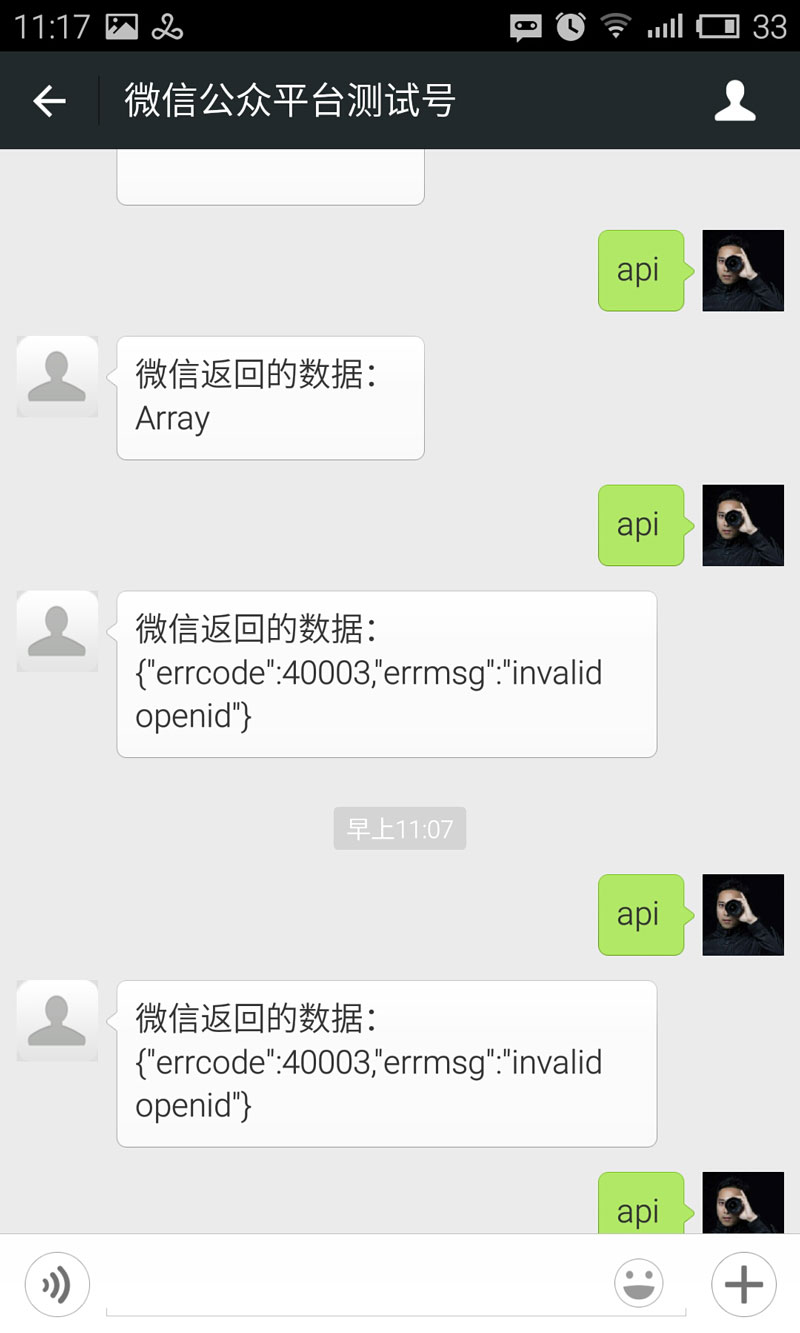 11:17 33
微信公众平台测试号
api
微信返回的数据：
Array
api
微信返回的数据：
{"errcode":40003,"errmsg":"invalid
openid"}
早上11:07
api
微信返回的数据：
{"errcode":40003,"errmsg":"invalid
openid"}
api